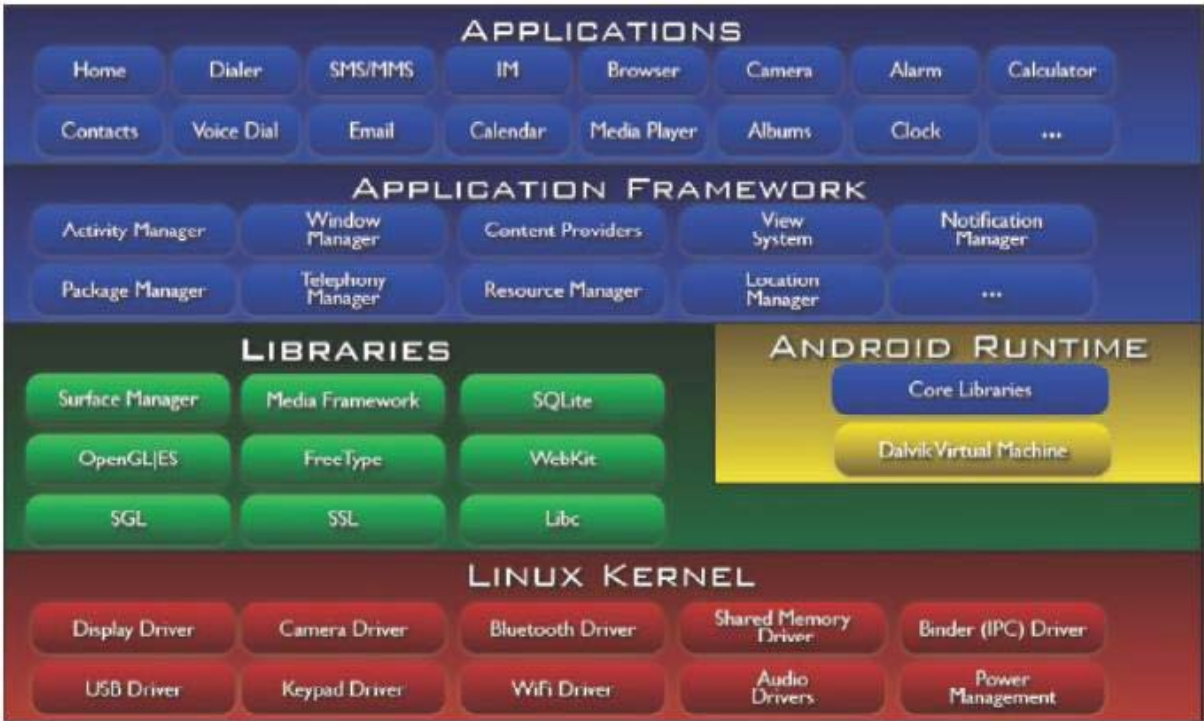 APPLICATIONS
Home Dialer SMS/MMS IM Browser Camera Alarm Calculator
Contacts Voice Dial Email Calendar Media Player Albums Clock ...
APPLICATION FRAMEWORK
Activity Manager Window Manager Content Providers View System Notification Manager
Package Manager Telephony Manager Resource Manager Location Manager ...
LIBRARIES
Surface Manager Media Framework SQLite
OpenGL|ES FreeType WebKit
SGL SSL Libc
ANDROID RUNTIME
Core Libraries
Dalvik Virtual Machine
LINUX KERNEL
Display Driver Camera Driver Bluetooth Driver Shared Memory Driver Binder (IPC) Driver
USB Driver Keypad Driver WiFi Driver Audio Drivers Power Management